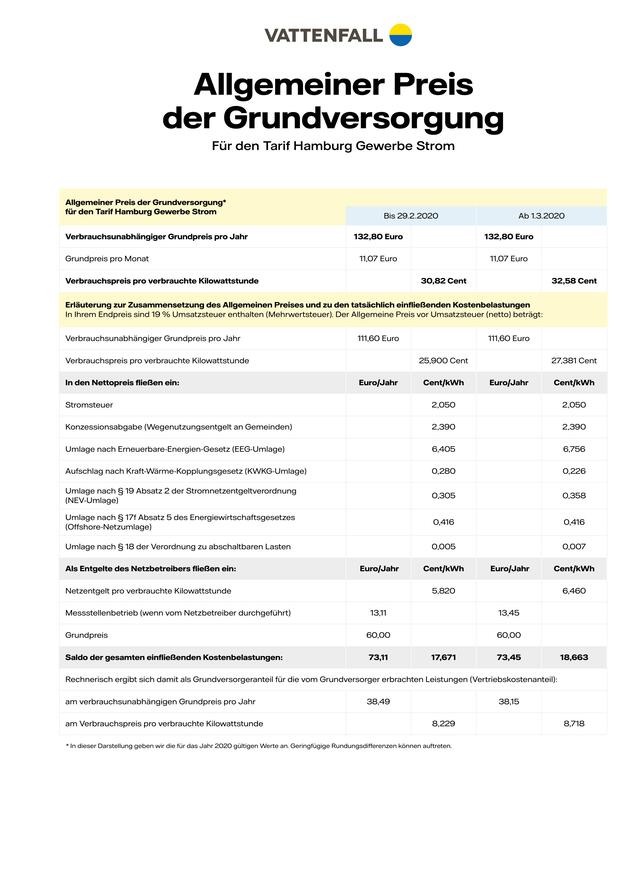 VATTENFALL
Allgemeiner Preis
der Grundversorgung
Für den Tarif Hamburg Gewerbe Strom
Allgemeiner Preis der Grundversorgung*
für den Tarif Hamburg Gewerbe Strom
Bis 29.2.2020 Ab 1.3.2020
Verbrauchsunabhängiger Grundpreis pro Jahr 132,80 Euro 132,80 Euro
Grundpreis pro Monat 11,07 Euro 11,07 Euro
Verbrauchspreis pro verbrauchte Kilowattstunde 30,82 Cent 32,58 Cent
Erläuterung zur Zusammensetzung des Allgemeinen Preises und zu den tatsächlich einfließenden Kostenbelastungen
In Ihrem Endpreis sind 19 % Umsatzsteuer enthalten (Mehrwertsteuer). Der Allgemeine Preis vor Umsatzsteuer (netto) beträgt:
Verbrauchsunabhängiger Grundpreis pro Jahr 111,60 Euro 111,60 Euro
Verbrauchspreis pro verbrauchte Kilowattstunde 25,900 Cent 27,381 Cent
In den Nettopreis fließen ein: Euro/Jahr Cent/kWh Euro/Jahr Cent/kWh
Stromsteuer 2,050 2,050
Konzessionsabgabe (Wegenutzungsentgelt an Gemeinden) 2,390 2,390
Umlage nach Erneuerbare-Energien-Gesetz (EEG-Umlage) 6,405 6,756
Aufschlag nach Kraft-Wärme-Kopplungsgesetz (KWKG-Umlage) 0,280 0,226
Umlage nach § 19 Absatz 2 der Stromnetzentgeltverordnung
(NEV-Umlage) 0,305 0,358
Umlage nach § 17f Absatz 5 des Energiewirtschaftsgesetzes
(Offshore-Netzumlage) 0,416 0,416
Umlage nach § 18 der Verordnung zu abschaltbaren Lasten 0,005 0,007
Als Entgelte des Netzbetreibers fließen ein: Euro/Jahr Cent/kWh Euro/Jahr Cent/kWh
Netzentgelt pro verbrauchte Kilowattstunde 5,820 6,460
Messstellenbetrieb (wenn vom Netzbetreiber durchgeführt) 13,11 13,45
Grundpreis 60,00 60,00
Saldo der gesamten einfließenden Kostenbelastungen: 73,11 17,671 73,45 18,663
Rechnerisch ergibt sich damit als Grundversorgeranteil für die vom Grundversorger erbrachten Leistungen (Vertriebskostenanteil):
am verbrauchsunabhängigen Grundpreis pro Jahr 38,49 38,15
am Verbrauchspreis pro verbrauchte Kilowattstunde 8,229 8,718
* In dieser Darstellung geben wir die für das Jahr 2020 gültigen Werte an. Geringfügige Rundungsdifferenzen können auftreten.